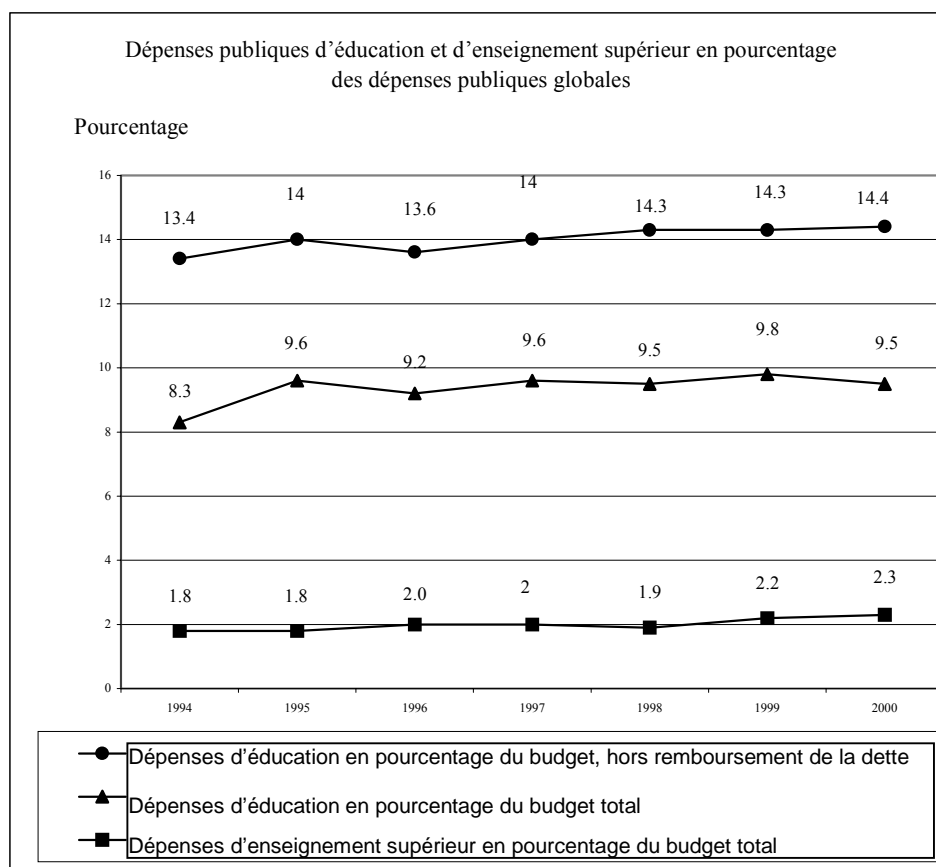 Dépenses publiques d’éducation et d’enseignement supérieur en pourcentage
des dépenses publiques globales
Pourcentage
16
14
12
10
8
6
4
2
0
13.4 14 13.6 14 14.3 14.3 14.4
8.3 9.6 9.2 9.6 9.5 9.8 9.5
1.8 1.8 2.0 2 1.9 2.2 2.3
1994 1995 1996 1997 1998 1999 2000
Dépenses d’éducation en pourcentage du budget, hors remboursement de la dette
Dépenses d’éducation en pourcentage du budget total
Dépenses d’enseignement supérieur en pourcentage du budget total